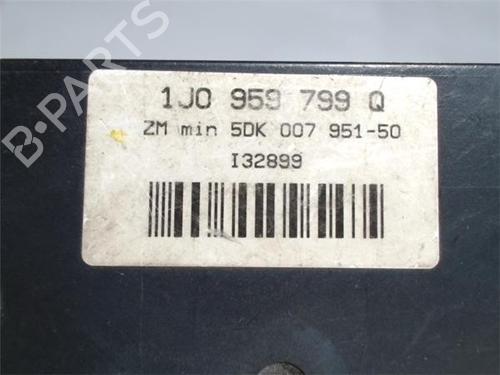 B-PARTS
1J0 959 799 Q
ZM min 5DK 007 951-50
I32899